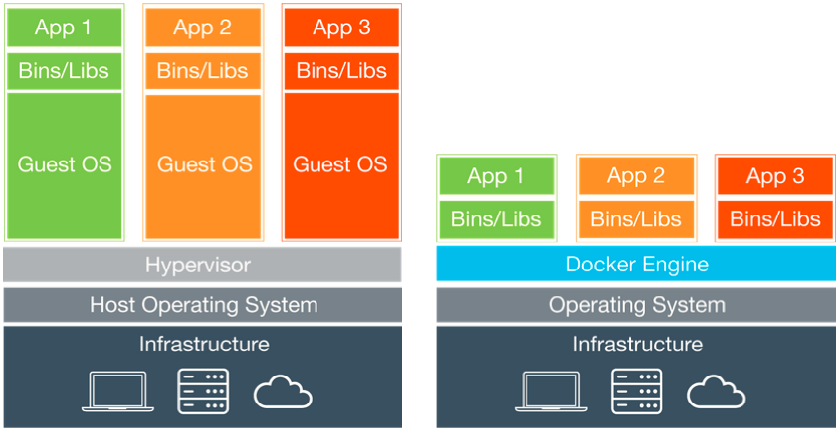 App 1
App 2
App 3
Bins/Libs
Bins/Libs
Bins/Libs
Guest OS
Guest OS
Guest OS
Hypervisor
Host Operating System
Infrastructure
App 1
App 2
App 3
Bins/Libs
Bins/Libs
Bins/Libs
Docker Engine
Operating System
Infrastructure